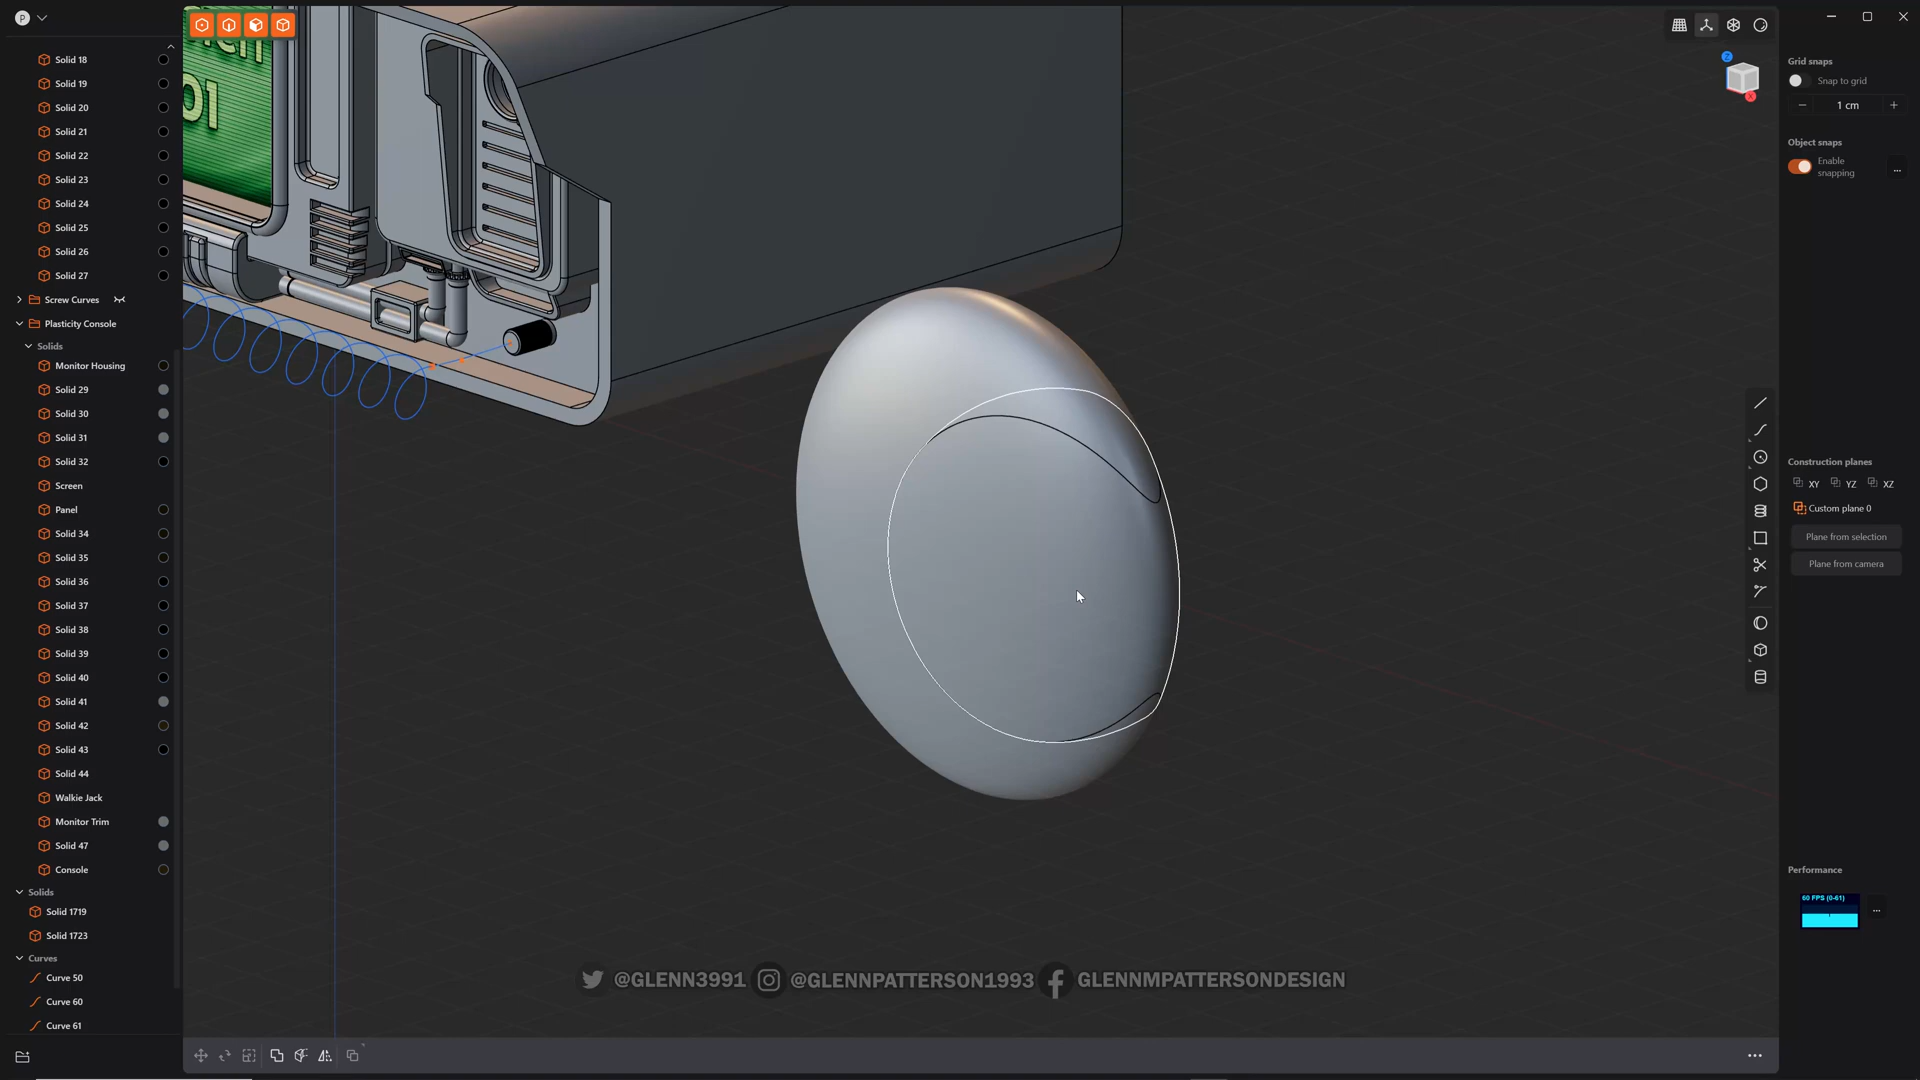 P
Solid 18
Solid 19
Solid 20
Solid 21
Solid 22
Solid 23
Solid 24
Solid 25
Solid 26
Solid 27
Screw Curves
Plasticity Console
Solids
Monitor Housing
Solid 29
Solid 30
Solid 31
Solid 32
Screen
Panel
Solid 34
Solid 35
Solid 36
Solid 37
Solid 38
Solid 39
Solid 40
Solid 41
Solid 42
Solid 43
Solid 44
Walkie Jack
Monitor Trim
Solid 47
Console
Solids
Solid 1719
Solid 1723
Curves
Curve 50
Curve 60
Curve 61
01
Z
X
@GLENN3991 @GLENNPATTERSON1993 GLENNMPATTERSONDESIGN
Grid snaps
Snap to grid
1 cm
Object snaps
Enable
snapping
...
Construction planes
XY YZ XZ
Custom plane 0
Plane from selection
Plane from camera
Performance
60 FPS (0-61)
...